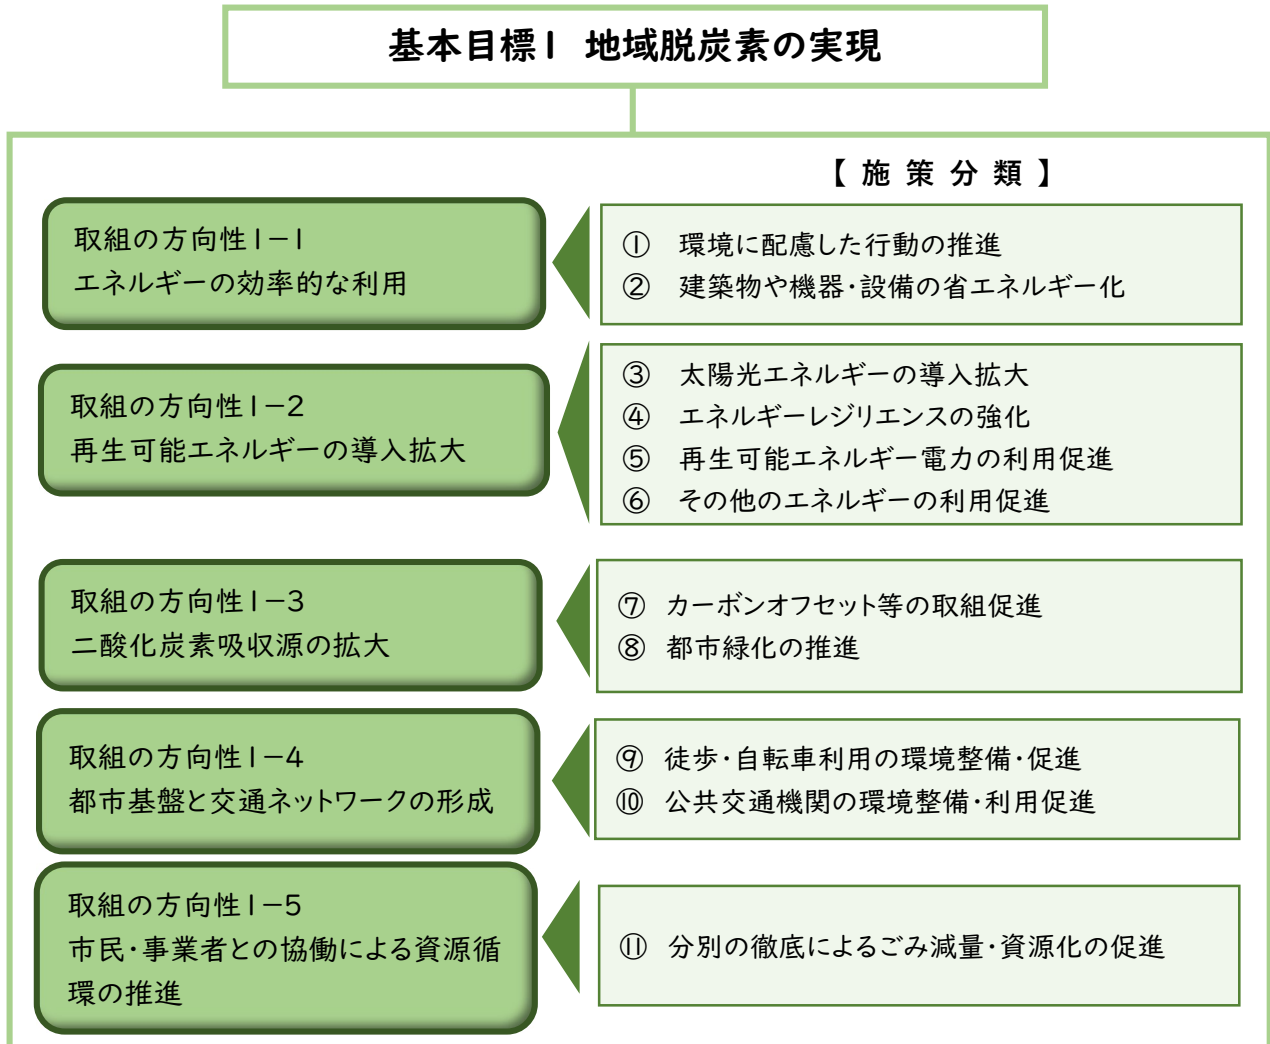 基本目標1 地域脱炭素の実現
【 施 策 分 類 】
取組の方向性1-1
エネルギーの効率的な利用
① 環境に配慮した行動の推進
② 建築物や機器・設備の省エネルギー化
取組の方向性1-2
再生可能エネルギーの導入拡大
③ 太陽光エネルギーの導入拡大
④ エネルギーレジリエンスの強化
⑤ 再生可能エネルギー電力の利用促進
⑥ その他のエネルギーの利用促進
取組の方向性1-3
二酸化炭素吸収源の拡大
⑦ カーボンオフセット等の取組促進
⑧ 都市緑化の推進
取組の方向性1-4
都市基盤と交通ネットワークの形成
⑨ 徒歩・自転車利用の環境整備・促進
⑩ 公共交通機関の環境整備・利用促進
取組の方向性1-5
市民・事業者との協働による資源循
環の推進
⑪ 分別の徹底によるごみ減量・資源化の促進